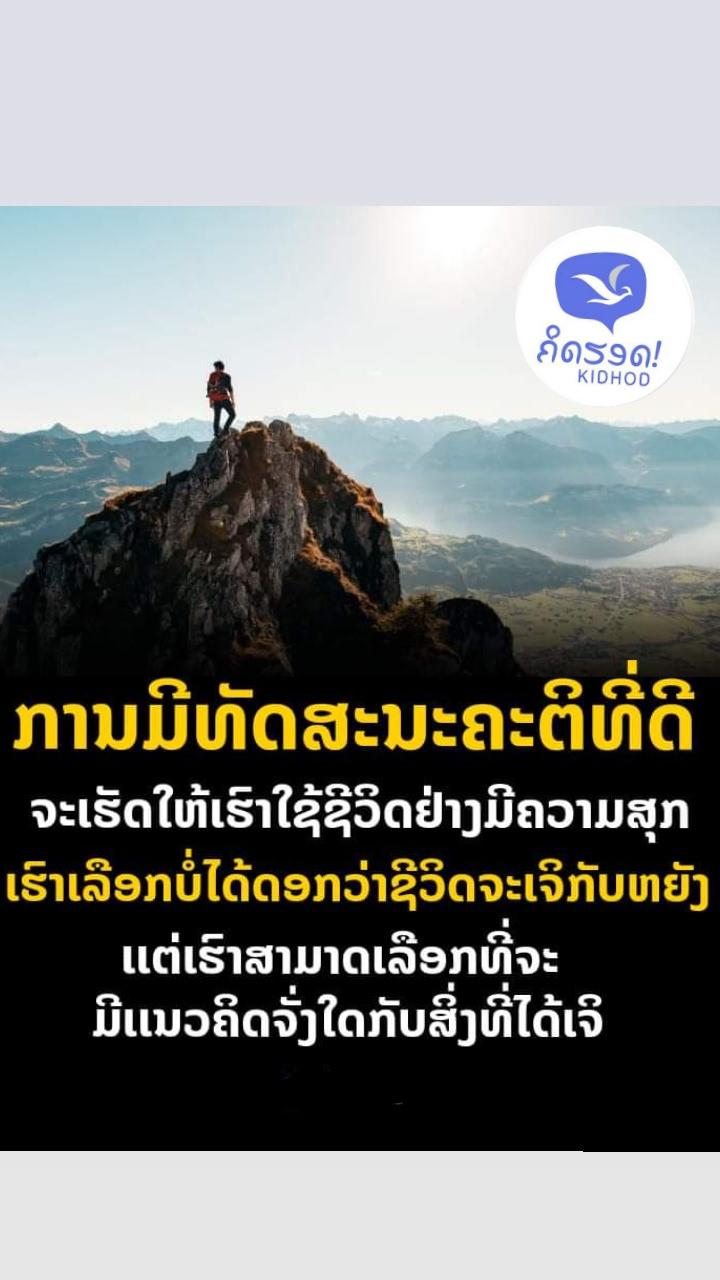 ຄິດຮອດ!
KIDHOD
ການມີທັດສະນະຄະຕິທີ່ດີ
ຈະເຮັດໃຫ້ເຮົາໃຊ້ຊີວິດຢ່າງມີຄວາມສຸກ
ເຮົາເລືອກບໍ່ໄດ້ດອກວ່າຊີວິດຈະເຈິກັບຫຍັງ
ແຕ່ເຮົາສາມາດເລືອກທີ່ຈະ
ມີແນວຄິດຈັ່ງໃດກັບສິ່ງທີ່ໄດ້ເຈິ